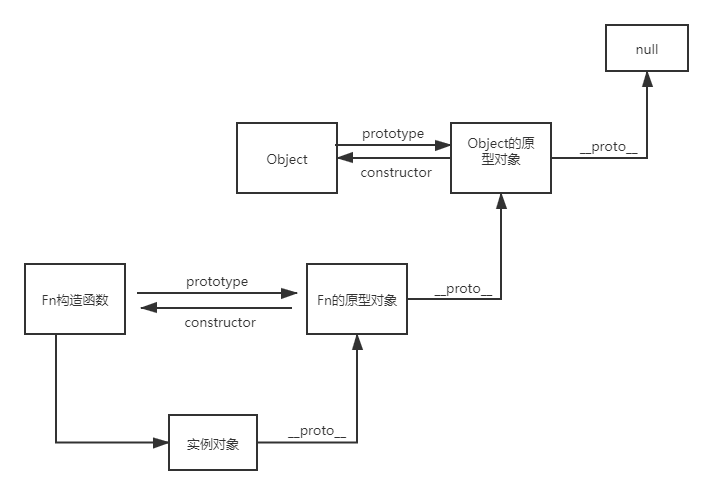 null
prototype
Object
Object的原
型对象
__proto__
constructor
prototype
Fn构造函数
Fn的原型对象
__proto__
constructor
实例对象
__proto__